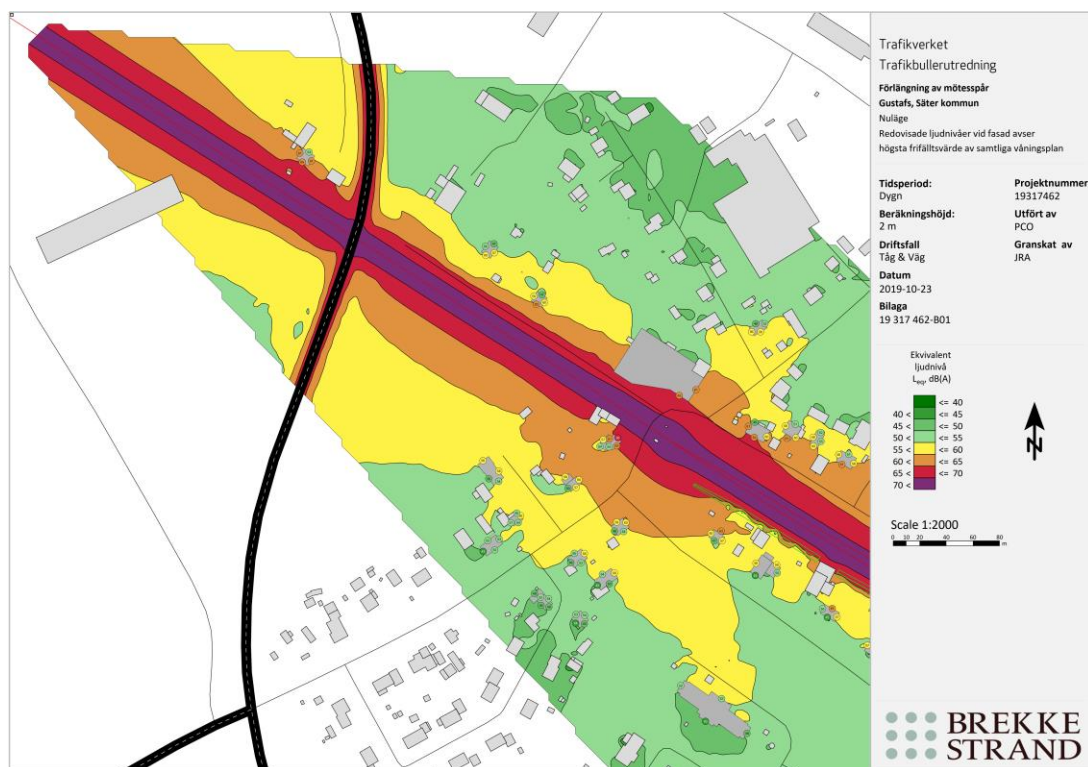 Trafikverket
Trafikbullerutredning
Förlängning av mötesspår
Gustafs, Säter kommun
Nuläge
Redovisade ljudnivåer vid fasad avser
högsta frifälltsvärde av samtliga våningsplan
Tidsperiod: Projektnummer
Dygn 19317462
Beräkningshöjd: Utfört av
2 m PCO
Driftsfall Granskat av
Tåg & Väg JRA
Datum
2019-10-23
Bilaga
19 317 462-B01
Ekvivalent
ljudnivå
Leq, dB(A)
<= 40
40 < <= 45
45 < <= 50
50 < <= 55
55 < <= 60
60 < <= 65
65 < <= 70
70 <
N
Scale 1:2000
0 10 20 40 60 80
m
BREKKE
STRAND